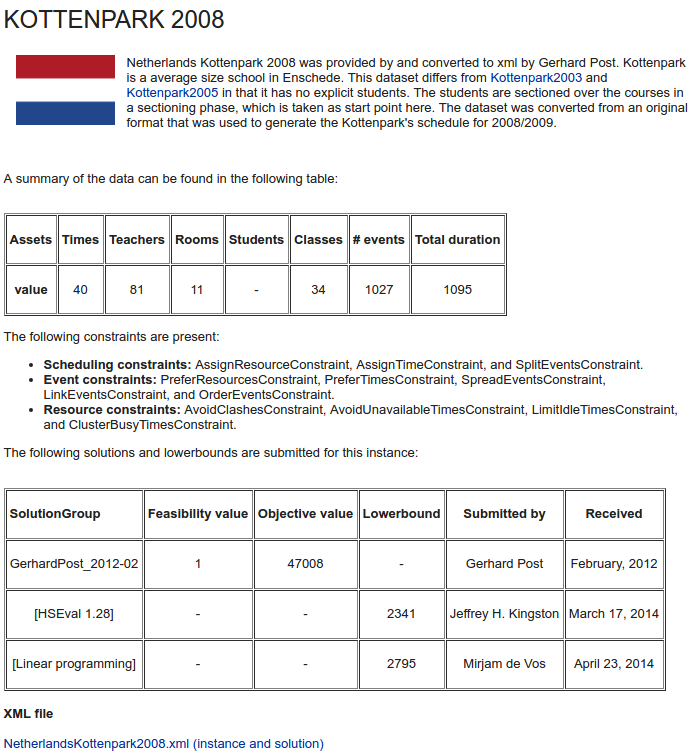 KOTTENPARK 2008
Netherlands Kottenpark 2008 was provided by and converted to xml by Gerhard Post. Kottenpark
is a average size school in Enschede. This dataset differs from Kottenpark2003 and
Kottenpark2005 in that it has no explicit students. The students are sectioned over the courses in
a sectioning phase, which is taken as start point here. The dataset was converted from an original
format that was used to generate the Kottenpark's schedule for 2008/2009.
A summary of the data can be found in the following table:
Assets Times Teachers Rooms Students Classes # events Total duration
value 40 81 11 - 34 1027 1095
The following constraints are present:
• Scheduling constraints: AssignResourceConstraint, AssignTimeConstraint, and SplitEventsConstraint.
• Event constraints: PreferResourcesConstraint, PreferTimesConstraint, SpreadEventsConstraint,
LinkEventsConstraint, and OrderEventsConstraint.
• Resource constraints: AvoidClashesConstraint, AvoidUnavailableTimesConstraint, LimitIdleTimesConstraint,
and ClusterBusyTimesConstraint.
The following solutions and lowerbounds are submitted for this instance:
SolutionGroup Feasibility value Objective value Lowerbound Submitted by Received
GerhardPost_2012-02 1 47008 - Gerhard Post February, 2012
[HSEval 1.28] - - 2341 Jeffrey H. Kingston March 17, 2014
[Linear programming] - - 2795 Mirjam de Vos April 23, 2014
XML file
NetherlandsKottenpark2008.xml (instance and solution)